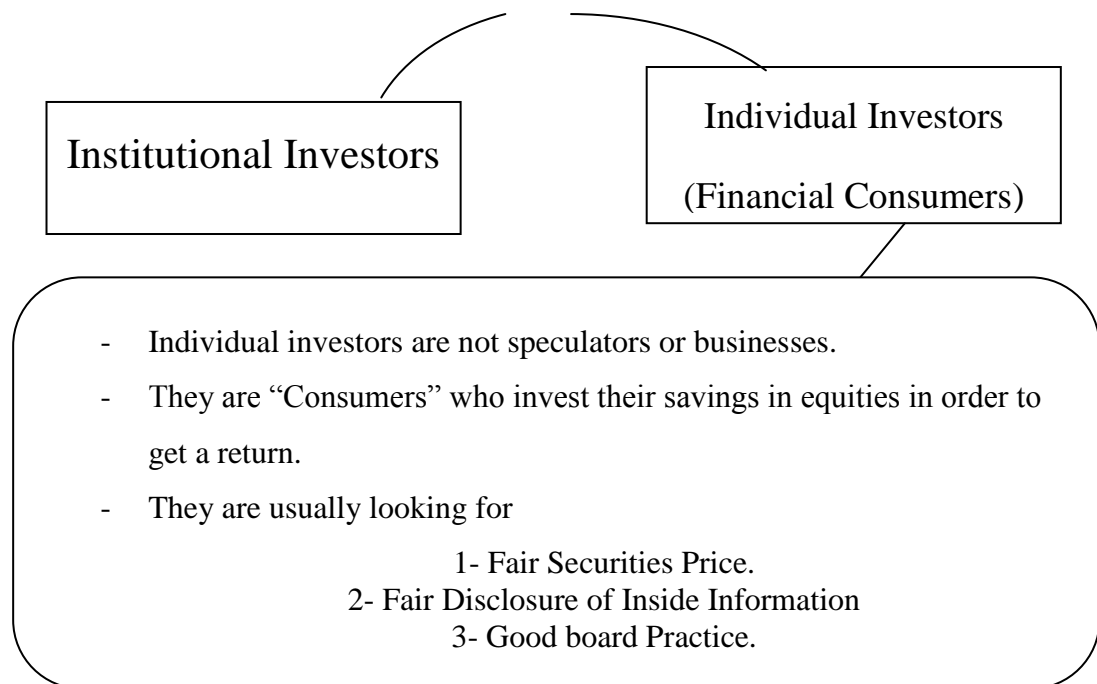 Institutional Investors
Individual Investors
(Financial Consumers)
- Individual investors are not speculators or businesses.
- They are “Consumers” who invest their savings in equities in order to
get a return.
- They are usually looking for
1- Fair Securities Price.
2- Fair Disclosure of Inside Information
3- Good board Practice.